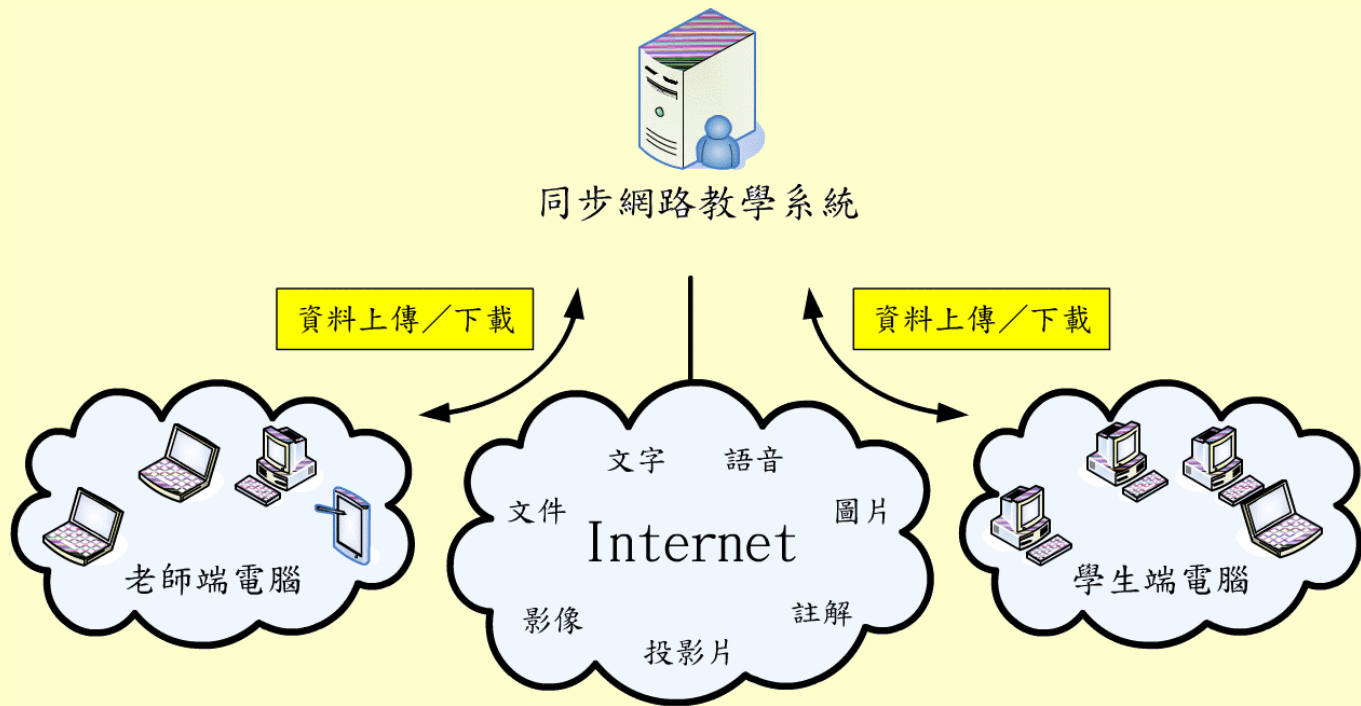 同步網路教學系統
資料上傳／下載
資料上傳／下載
文字
語音
文件
圖片
Internet
老師端電腦
學生端電腦
影像
註解
投影片